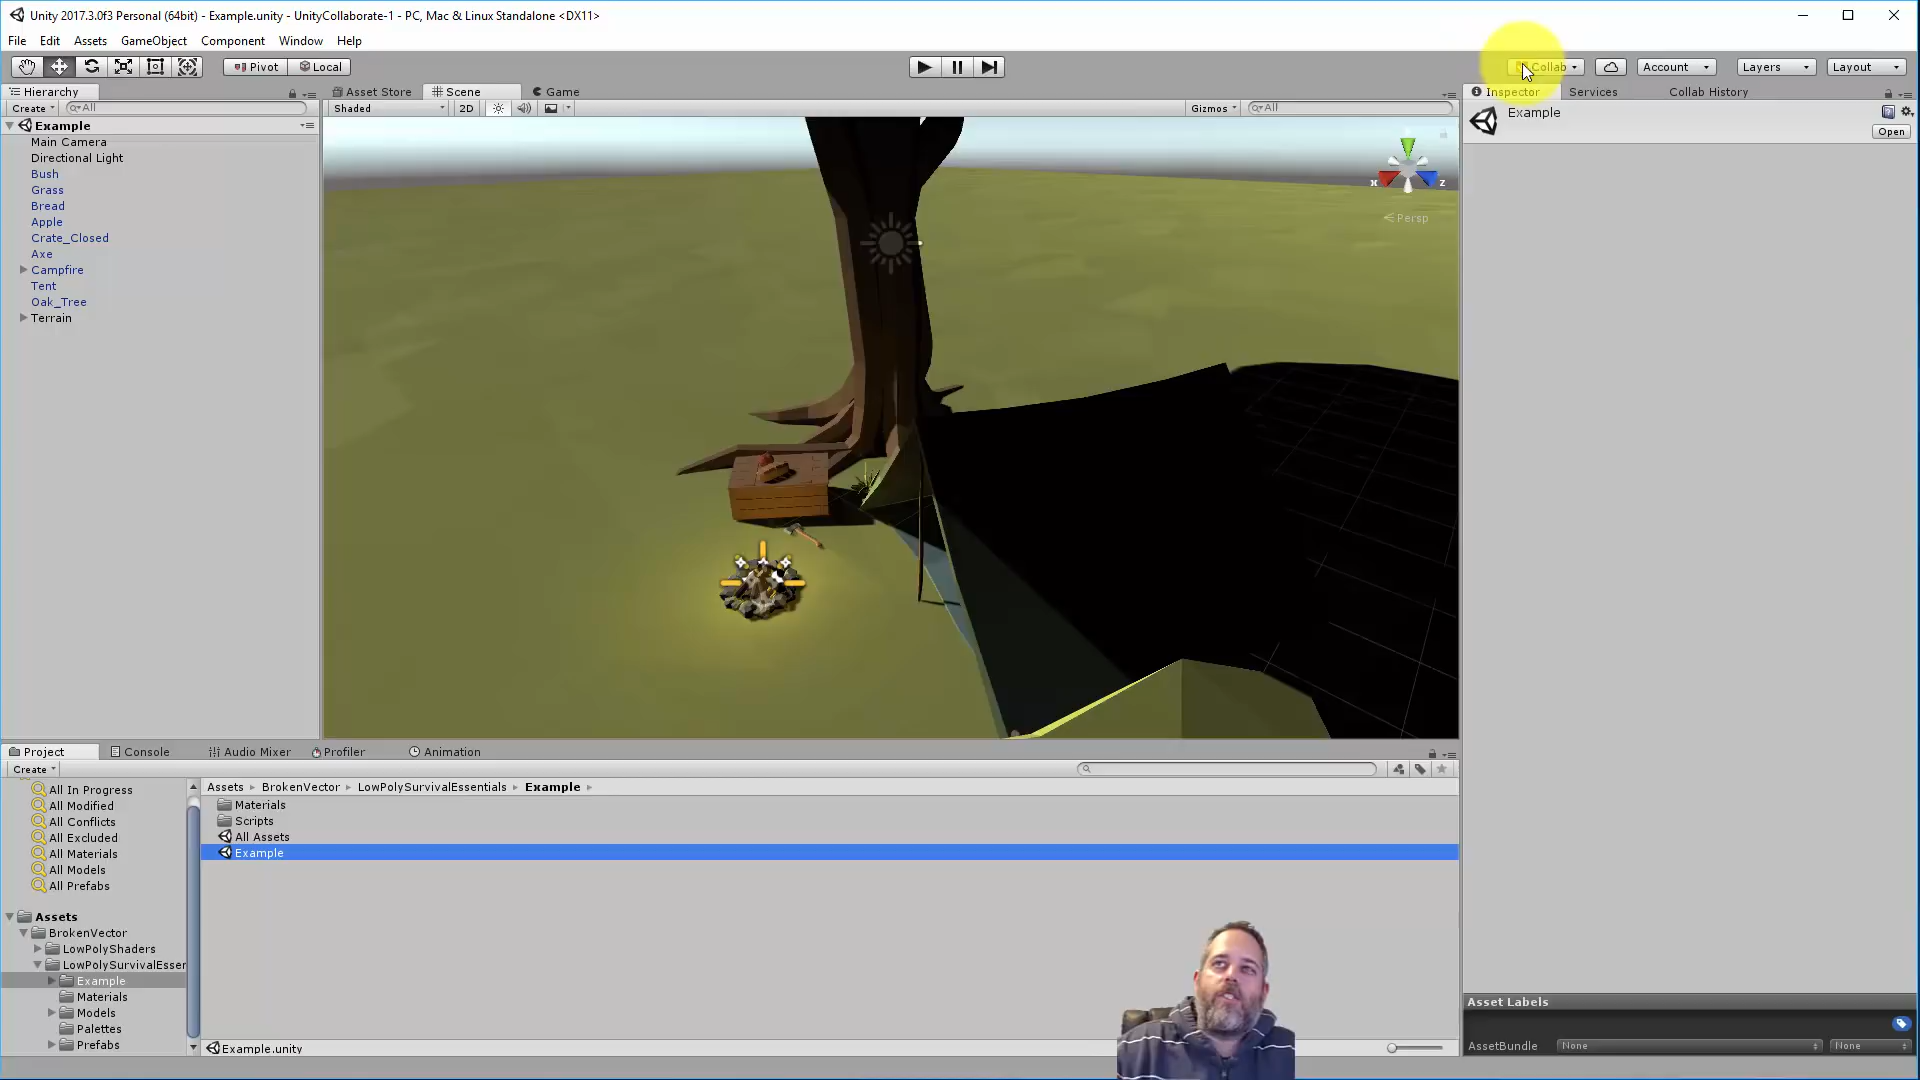 Unity 2017.3.0f3 Personal (64bit) - Example.unity - UnityCollaborate-1 - PC, Mac & Linux Standalone <DX11>
File Edit Assets GameObject Component Window Help
Pivot Local Collab Account Layers Layout
Hierarchy Asset Store Scene Game Inspector Services Collab History
Create All Shaded 2D Gizmos All
Example
Open
Example
Main Camera
Directional Light
Bush
Grass
Bread
Apple
Crate_Closed
Axe
Campfire
Tent
Oak_Tree
Terrain
x z
Persp
Project Console Audio Mixer Profiler Animation
Create
All In Progress
All Modified
All Conflicts
All Excluded
All Materials
All Models
All Prefabs
Assets
BrokenVector
LowPolyShaders
LowPolySurvivalEsser
Example
Materials
Models
Palettes
Prefabs
Assets BrokenVector LowPolySurvivalEssentials Example
Materials
Scripts
All Assets
Example
Example.unity
Asset Labels
AssetBundle None None